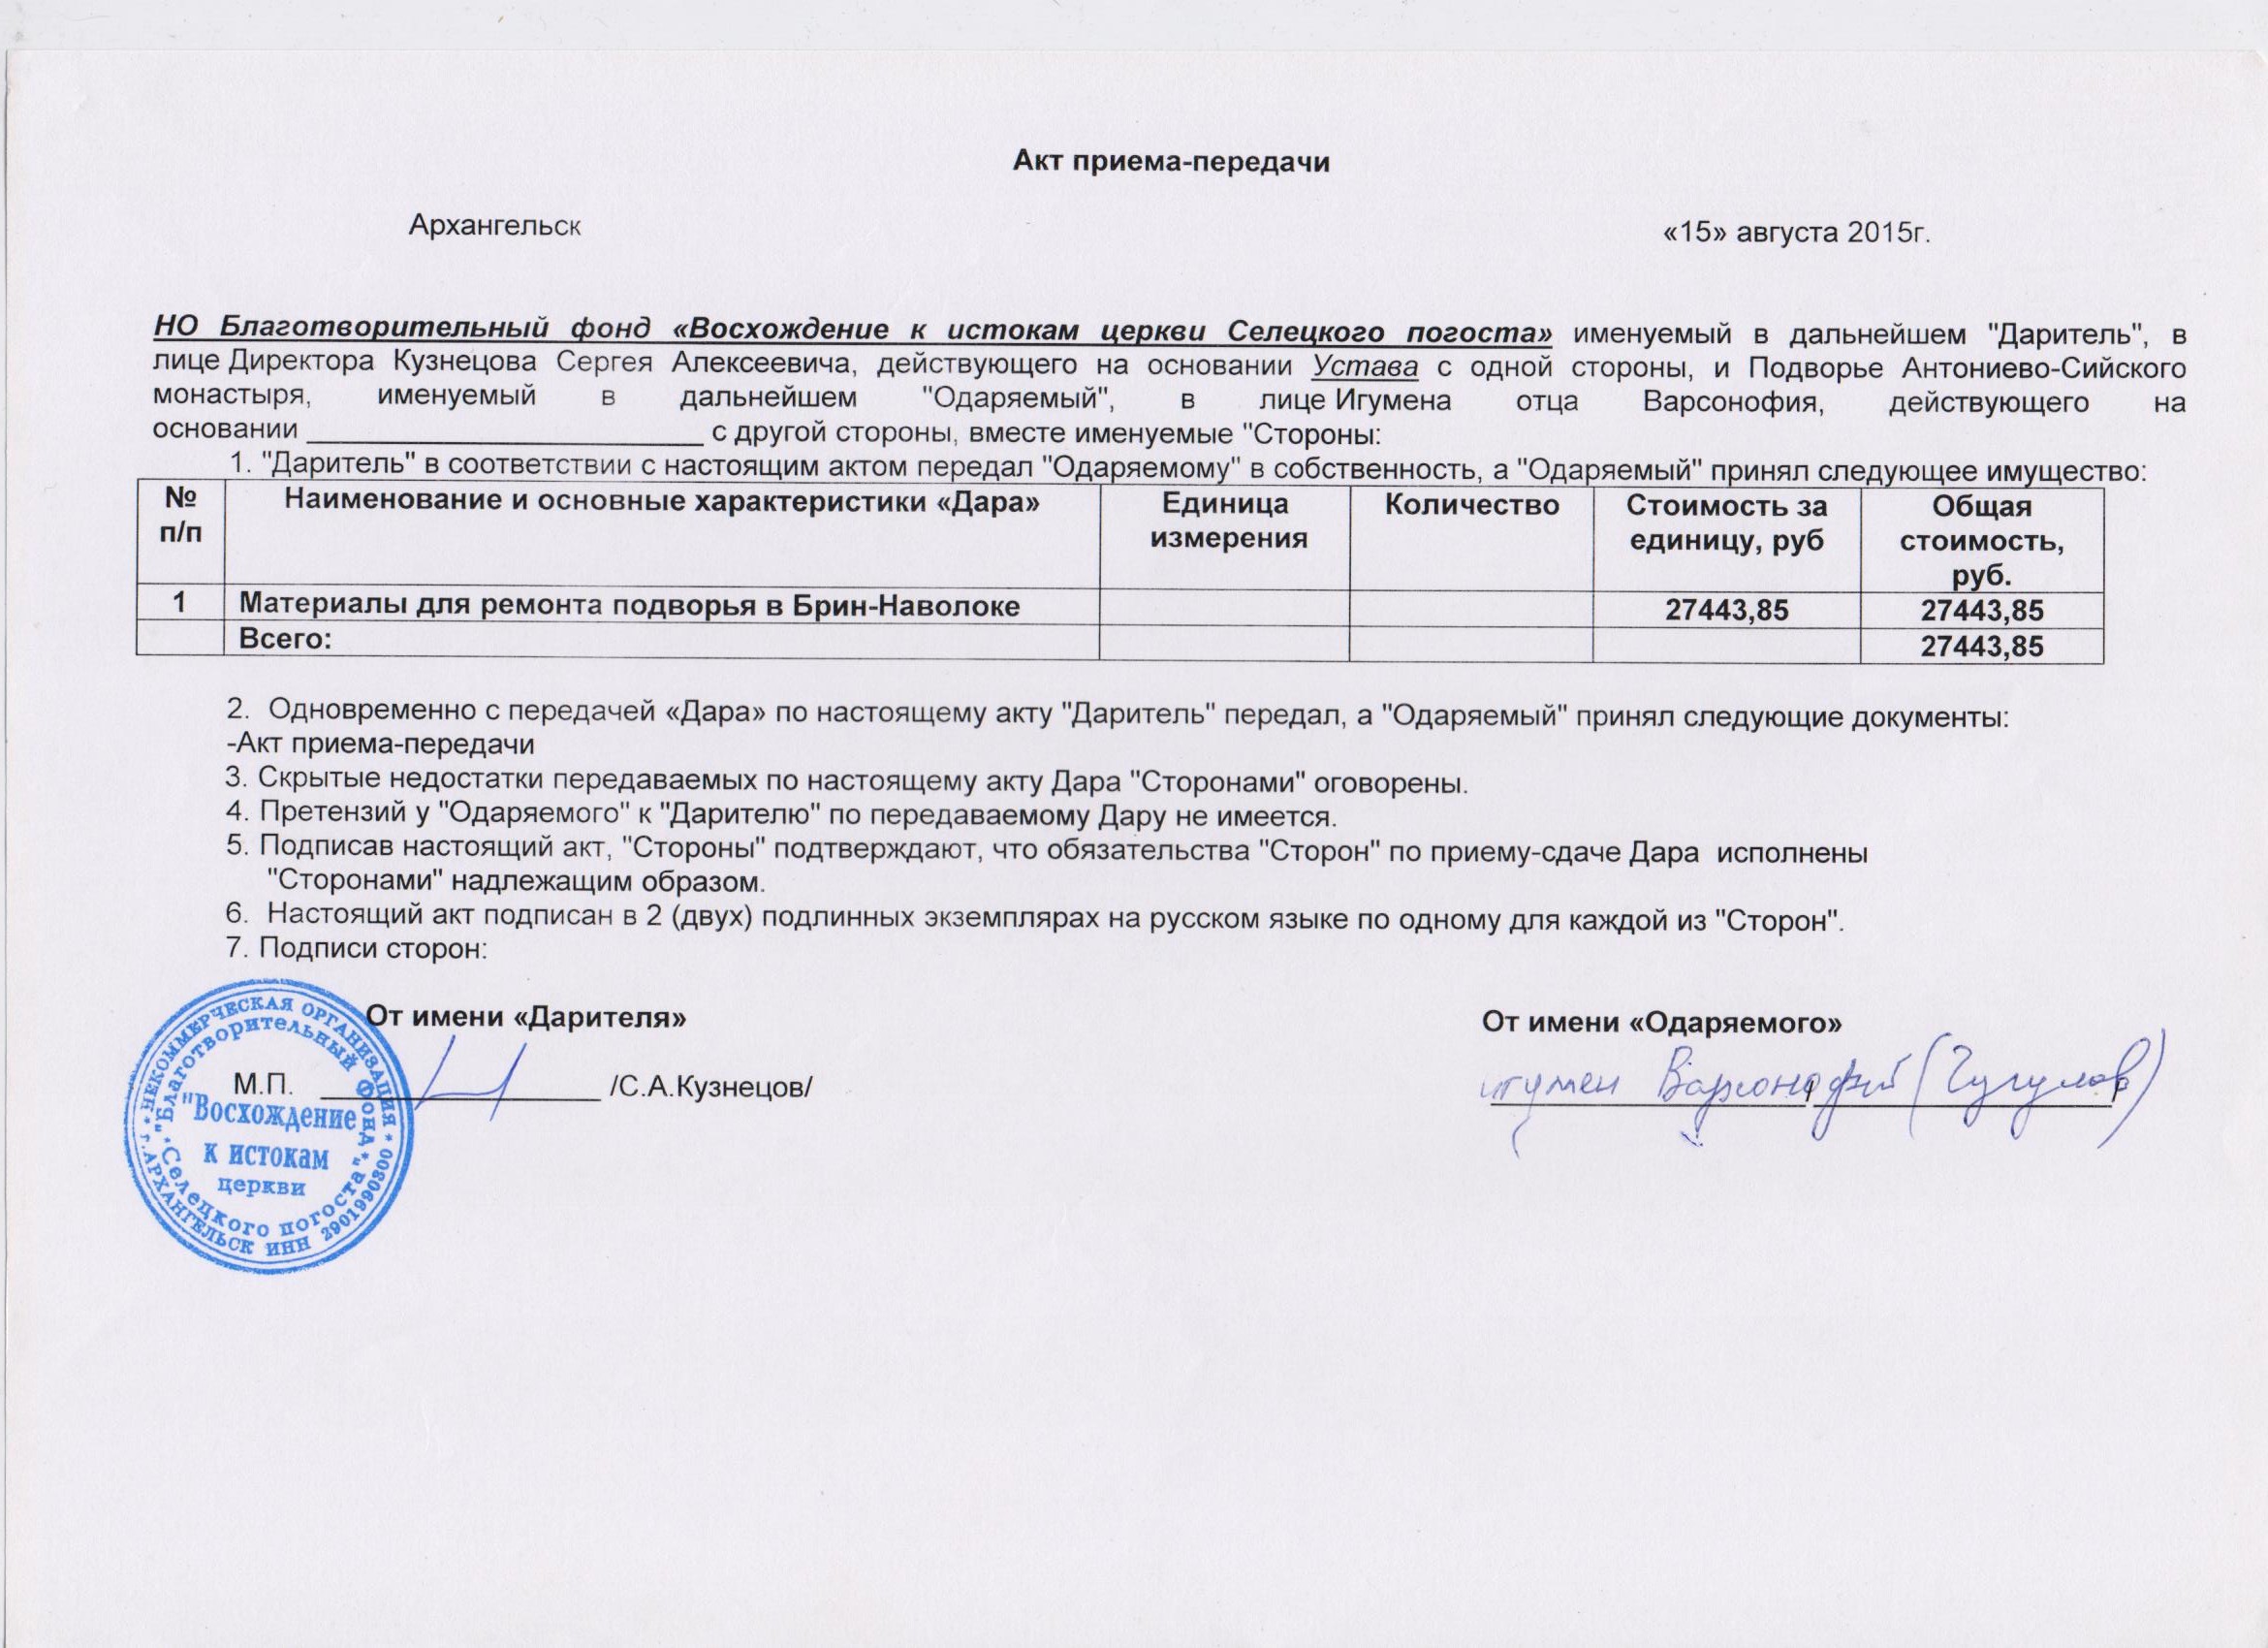 Акт приема-передачи
Архангельск
«15» августа 2015г.
НО Благотворительный фонд «Восхождение к истокам церкви Селецкого погоста» именуемый в дальнейшем "Даритель", в
лице Директора Кузнецова Сергея Алексеевича, действующего на основании Устава с одной стороны, и Подворье Антониево-Сийского
монастыря, именуемый в дальнейшем "Одаряемый", в лице Игумена отца Варсонофия, действующего на
основании с другой стороны, вместе именуемые "Стороны:
1. "Даритель" в соответствии с настоящим актом передал "Одаряемому" в собственность, а "Одаряемый" принял следующее имущество:
№ п/п Наименование и основные характеристики «Дара» Единица измерения Количество Стоимость за единицу, руб Общая стоимость, руб.
1 Материалы для ремонта подворья в Брин-Наволоке 27443,85 27443,85
Всего: 27443,85
2. Одновременно с передачей «Дара» по настоящему акту "Даритель" передал, а "Одаряемый" принял следующие документы:
-Акт приема-передачи
3. Скрытые недостатки передаваемых по настоящему акту Дара "Сторонами" оговорены.
4. Претензий у "Одаряемого" к "Дарителю" по передаваемому Дару не имеется.
5. Подписав настоящий акт, "Стороны" подтверждают, что обязательства "Сторон" по приему-сдаче Дара исполнены
"Сторонами" надлежащим образом.
6. Настоящий акт подписан в 2 (двух) подлинных экземплярах на русском языке по одному для каждой из "Сторон".
7. Подписи сторон:
От имени «Дарителя»
От имени «Одаряемого»
М.П. /С.А.Кузнецов/
игумен Варсонофий (Чугулов)
НЕКОММЕРЧЕСКАЯ ОРГАНИЗАЦИЯ * г. АРХАНГЕЛЬСК ИНН 2901990300 *
"Благотворительный Фонд
"Восхождение
к истокам
церкви
Селецкого погоста"